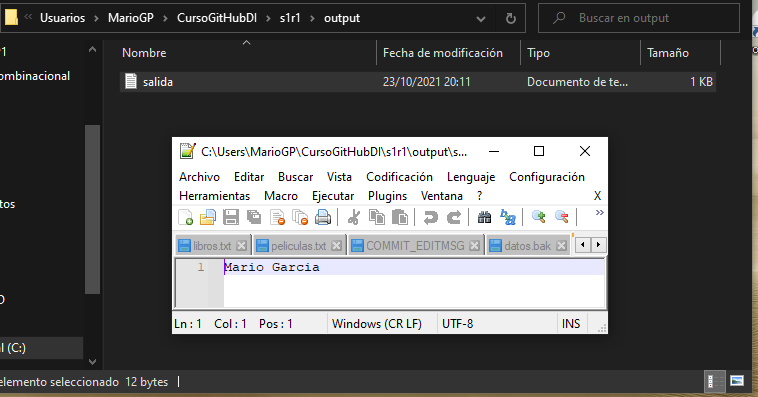 Usuarios > MarioGP > CursoGitHubDI > s1r1 > output
Buscar en output
Nombre Fecha de modificación Tipo Tamaño
ombinacional
salida 23/10/2021 20:11 Documento de te... 1 KB
C:\Users\MarioGP\CursoGitHubDI\s1r1\output\s...
Archivo Editar Buscar Vista Codificación Lenguaje Configuración
Herramientas Macro Ejecutar Plugins Ventana ? X
tos
libros.txt peliculas.txt COMMIT_EDITMSG datos.bak
1 Mario Garcia
Ln : 1 Col : 1 Pos : 1 Windows (CR LF) UTF-8 INS
l (C:)
elemento seleccionado 12 bytes